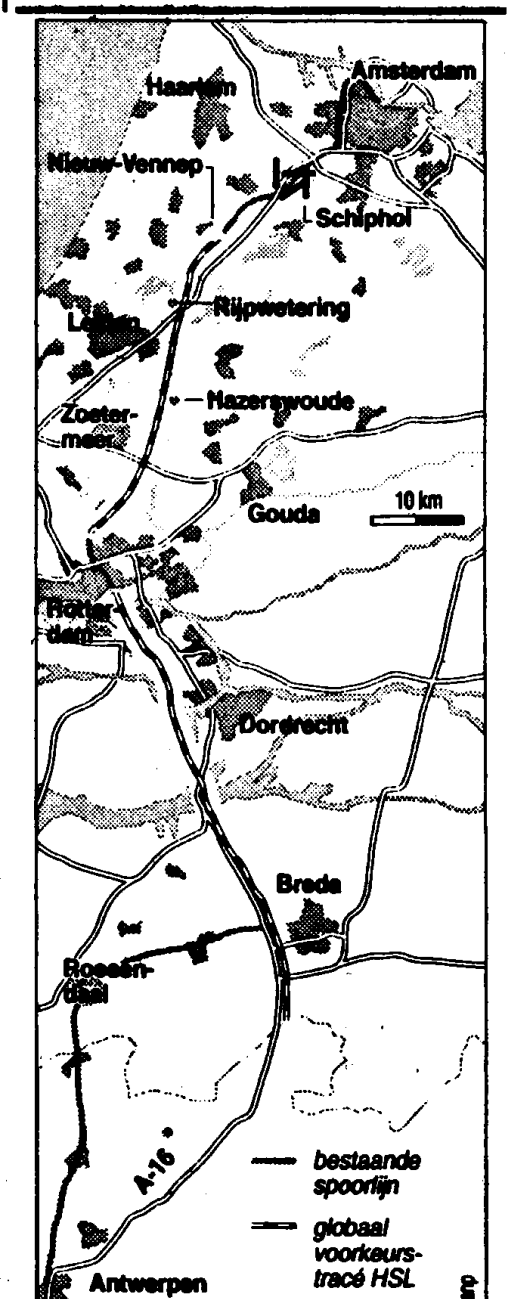 Haarlem
Amsterdam
Nieuw-Vennep
Schiphol
Rijpwetering
Leiden
Hazerswoude
Zoeter-
meer
10 km
Gouda
Rotter-
dam
Dordrecht
Breda
Roosen-
daal
A-16
bestaande
spoorlijn
globaal
voorkeurs-
tracé HSL
Antwerpen
anp